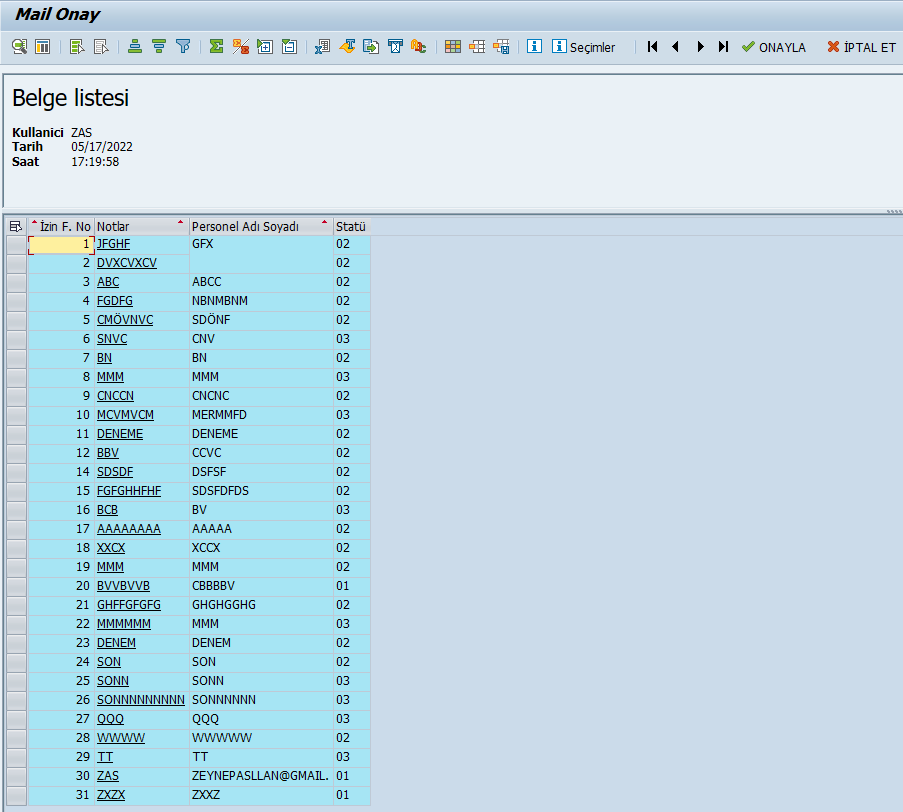 Mail Onay
Seçimler ONAYLA İPTAL ET
Belge listesi
Kullanici ZAS
Tarih 05/17/2022
Saat 17:19:58
İzin F. No Notlar Personel Adı Soyadı Statü
1 JFGHF GFX 02
2 DVXCVXCV 02
3 ABC ABCC 02
4 FGDFG NBNMBNM 02
5 CMÖVNVC SDÖNF 02
6 SNVC CNV 03
7 BN BN 02
8 MMM MMM 03
9 CNCCN CNCNC 02
10 MCVMVCM MERMMFD 03
11 DENEME DENEME 02
12 BBV CCVC 02
14 SDSDF DSFSF 02
15 FGFGHHFHF SDSFDFDS 02
16 BCB BV 03
17 AAAAAAAA AAAAA 02
18 XXCX XCCX 02
19 MMM MMM 02
20 BVVBVVB CBBBBV 01
21 GHFFGFGFG GHGHGGHG 02
22 MMMMMM MMM 03
23 DENEM DENEM 02
24 SON SON 02
25 SONN SONN 03
26 SONNNNNNNNN SONNNNNN 03
27 QQQ QQQ 03
28 WWWW WWWWW 02
29 TT TT 03
30 ZAS ZEYNEPASLLAN@GMAIL. 01
31 ZXZX ZXXZ 01